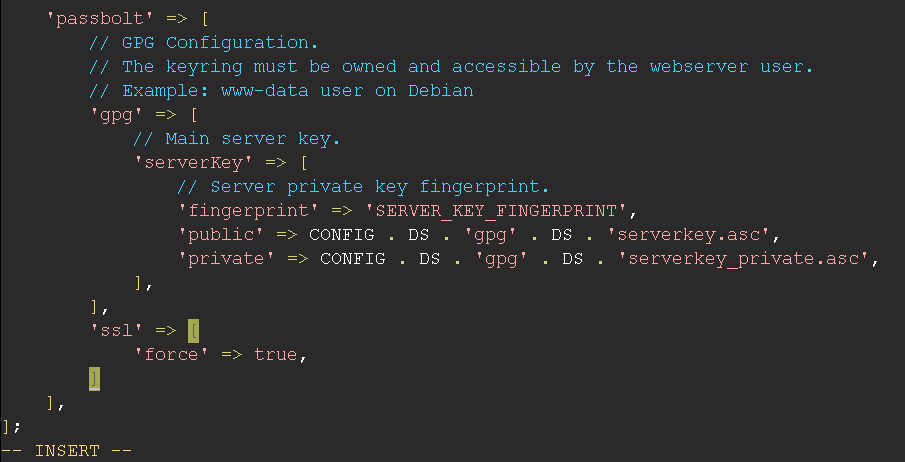 'passbolt' => [
// GPG Configuration.
// The keyring must be owned and accessible by the webserver user.
// Example: www-data user on Debian
'gpg' => [
// Main server key.
'serverKey' => [
// Server private key fingerprint.
'fingerprint' => 'SERVER_KEY_FINGERPRINT',
'public' => CONFIG . DS . 'gpg' . DS . 'serverkey.asc',
'private' => CONFIG . DS . 'gpg' . DS . 'serverkey_private.asc',
],
],
'ssl' => [
'force' => true,
]
],
];
-- INSERT --